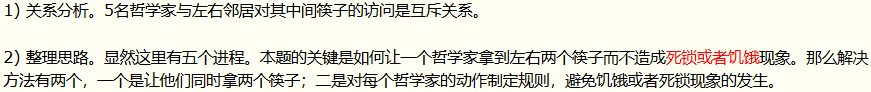 1) 关系分析。5名哲学家与左右邻居对其中间筷子的访问是互斥关系。
2) 整理思路。显然这里有五个进程。本题的关键是如何让一个哲学家拿到左右两个筷子而不造成死锁或者饥饿现象。那么解决
方法有两个，一个是让他们同时拿两个筷子；二是对每个哲学家的动作制定规则，避免饥饿或者死锁现象的发生。